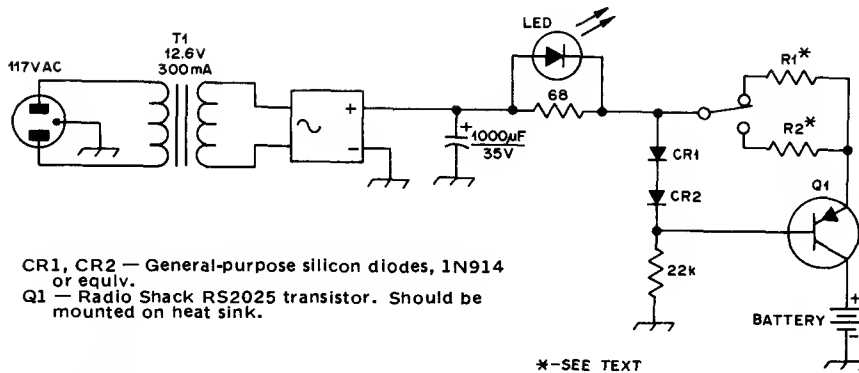 LED
T1
12.6V
300mA
117VAC
R1*
68
+
~
-
+
1000µF
35V
R2*
CR1
CR2
Q1
22k
CR1, CR2 — General-purpose silicon diodes, 1N914
or equiv.
Q1 — Radio Shack RS2025 transistor. Should be
mounted on heat sink.
+
BATTERY
-
*-SEE TEXT